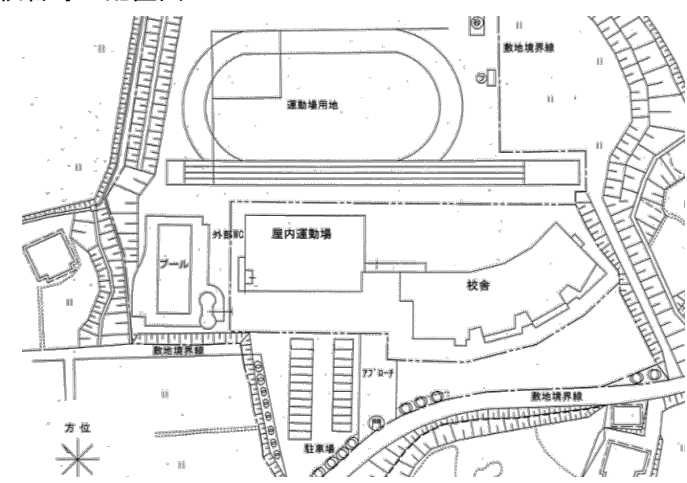 敷地境界線
運動場用地
外部WC
屋内運動場
プール
校舎
敷地境界線
アプローチ
敷地境界線
方位
門
駐車場